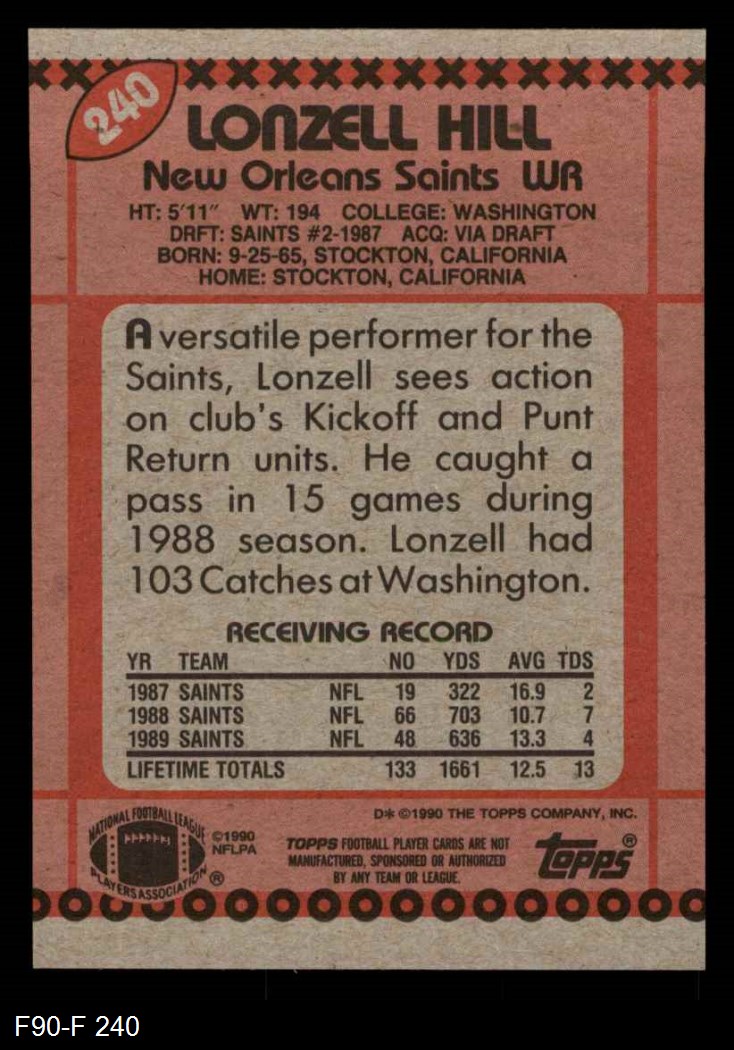 240
LONZELL HILL
New Orleans Saints WR
HT: 5'11" WT: 194 COLLEGE: WASHINGTON
DRFT: SAINTS #2-1987 ACQ: VIA DRAFT
BORN: 9-25-65, STOCKTON, CALIFORNIA
HOME: STOCKTON, CALIFORNIA
A versatile performer for the
Saints, Lonzell sees action
on club's Kickoff and Punt
Return units. He caught a
pass in 15 games during
1988 season. Lonzell had
103 Catches at Washington.
RECEIVING RECORD
YR TEAM NO YDS AVG TDS
1987 SAINTS NFL 19 322 16.9 2
1988 SAINTS NFL 66 703 10.7 7
1989 SAINTS NFL 48 636 13.3 4
LIFETIME TOTALS 133 1661 12.5 13
D* ©1990 THE TOPPS COMPANY, INC.
NATIONAL FOOTBALL LEAGUE
PLAYERS ASSOCIATION
®
©1990
NFLPA
TOPPS FOOTBALL PLAYER CARDS ARE NOT
MANUFACTURED, SPONSORED OR AUTHORIZED
BY ANY TEAM OR LEAGUE.
topps®
F90-F 240